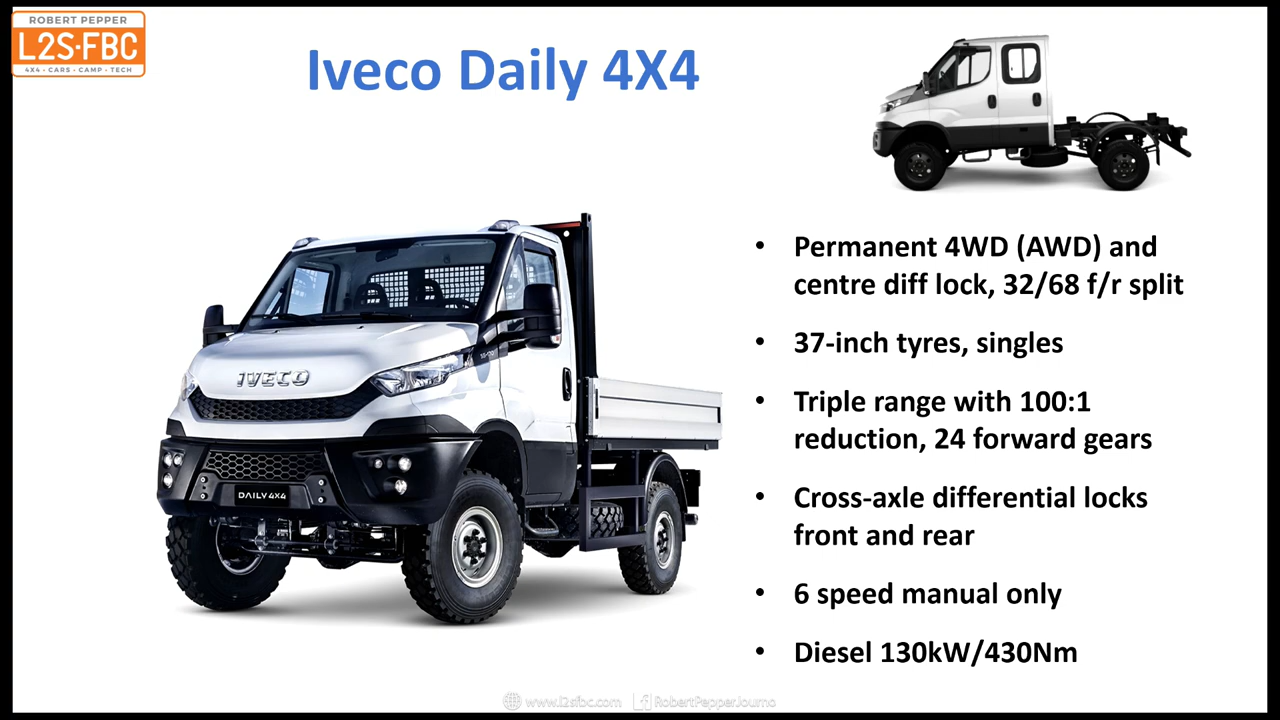 ROBERT PEPPER
L2S·FBC
4X4 · CARS · CAMP · TECH
Iveco Daily 4X4
• Permanent 4WD (AWD) and
centre diff lock, 32/68 f/r split
• 37-inch tyres, singles
• Triple range with 100:1
reduction, 24 forward gears
• Cross-axle differential locks
front and rear
• 6 speed manual only
• Diesel 130kW/430Nm
IVECO
DAILY 4X4
www.l2sfbc.com RobertPepperJourno